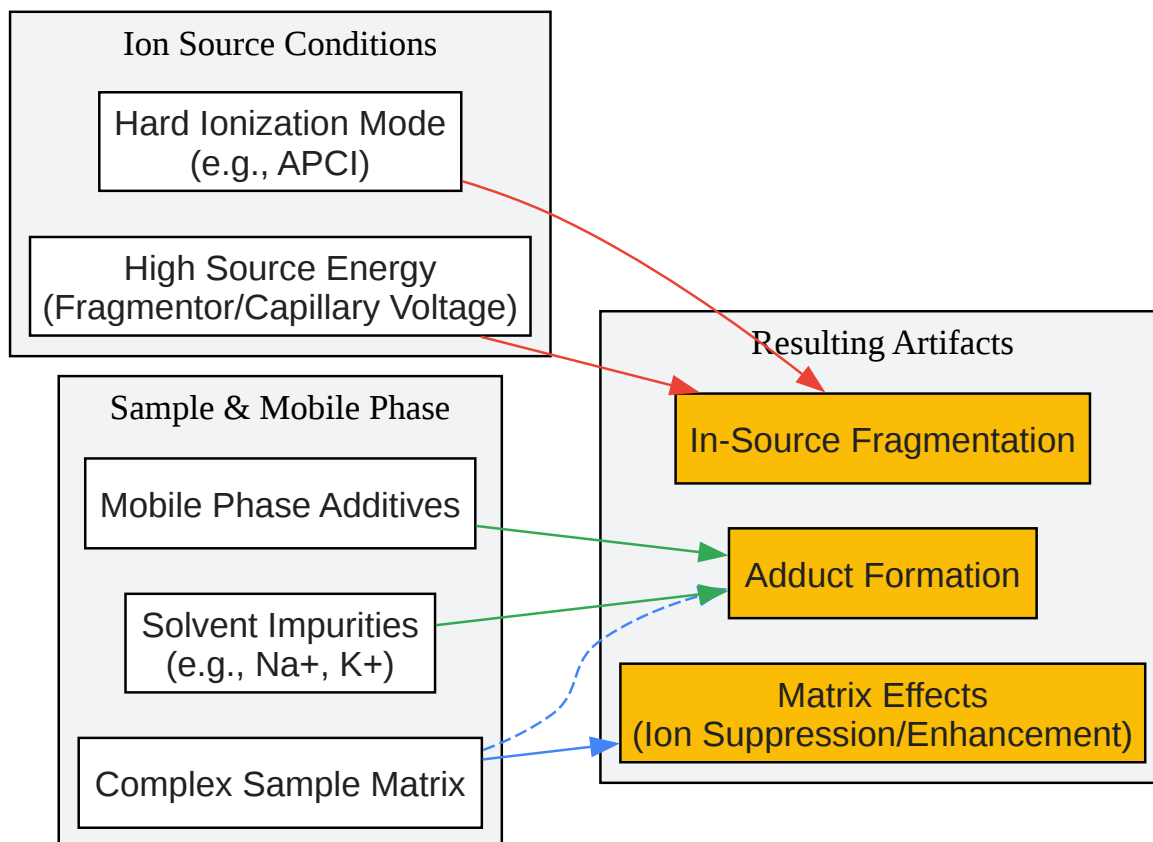 Ion Source Conditions
Hard Ionization Mode
(e.g., APCI)
High Source Energy
(Fragmentor/Capillary Voltage)
Sample & Mobile Phase
Mobile Phase Additives
Solvent Impurities
(e.g., Na+, K+)
Complex Sample Matrix
Resulting Artifacts
In-Source Fragmentation
Adduct Formation
Matrix Effects
(Ion Suppression/Enhancement)